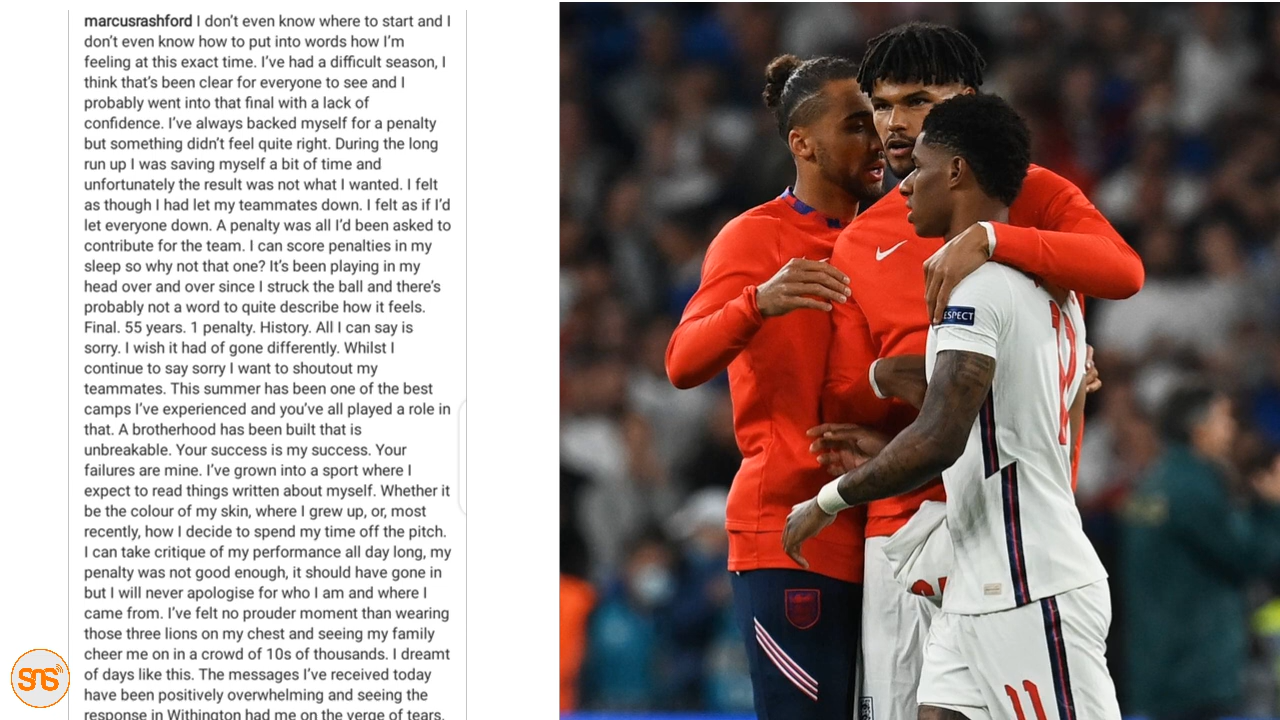 marcusrashford I don't even know where to start and I
don't even know how to put into words how I'm
feeling at this exact time. I've had a difficult season, I
think that's been clear for everyone to see and I
probably went into that final with a lack of
confidence. I've always backed myself for a penalty
but something didn't feel quite right. During the long
run up I was saving myself a bit of time and
unfortunately the result was not what I wanted. I felt
as though I had let my teammates down. I felt as if I'd
let everyone down. A penalty was all I'd been asked to
contribute for the team. I can score penalties in my
sleep so why not that one? It's been playing in my
head over and over since I struck the ball and there's
probably not a word to quite describe how it feels.
Final. 55 years. 1 penalty. History. All I can say is
sorry. I wish it had of gone differently. Whilst I
continue to say sorry I want to shoutout my
teammates. This summer has been one of the best
camps I've experienced and you've all played a role in
that. A brotherhood has been built that is
unbreakable. Your success is my success. Your
failures are mine. I've grown into a sport where I
expect to read things written about myself. Whether it
be the colour of my skin, where I grew up, or, most
recently, how I decide to spend my time off the pitch.
I can take critique of my performance all day long, my
penalty was not good enough, it should have gone in
but I will never apologise for who I am and where I
came from. I've felt no prouder moment than wearing
those three lions on my chest and seeing my family
cheer me on in a crowd of 10s of thousands. I dreamt
of days like this. The messages I've received today
have been positively overwhelming and seeing the
response in Withington had me on the verge of tears.
SNS
ESPECT
11
11